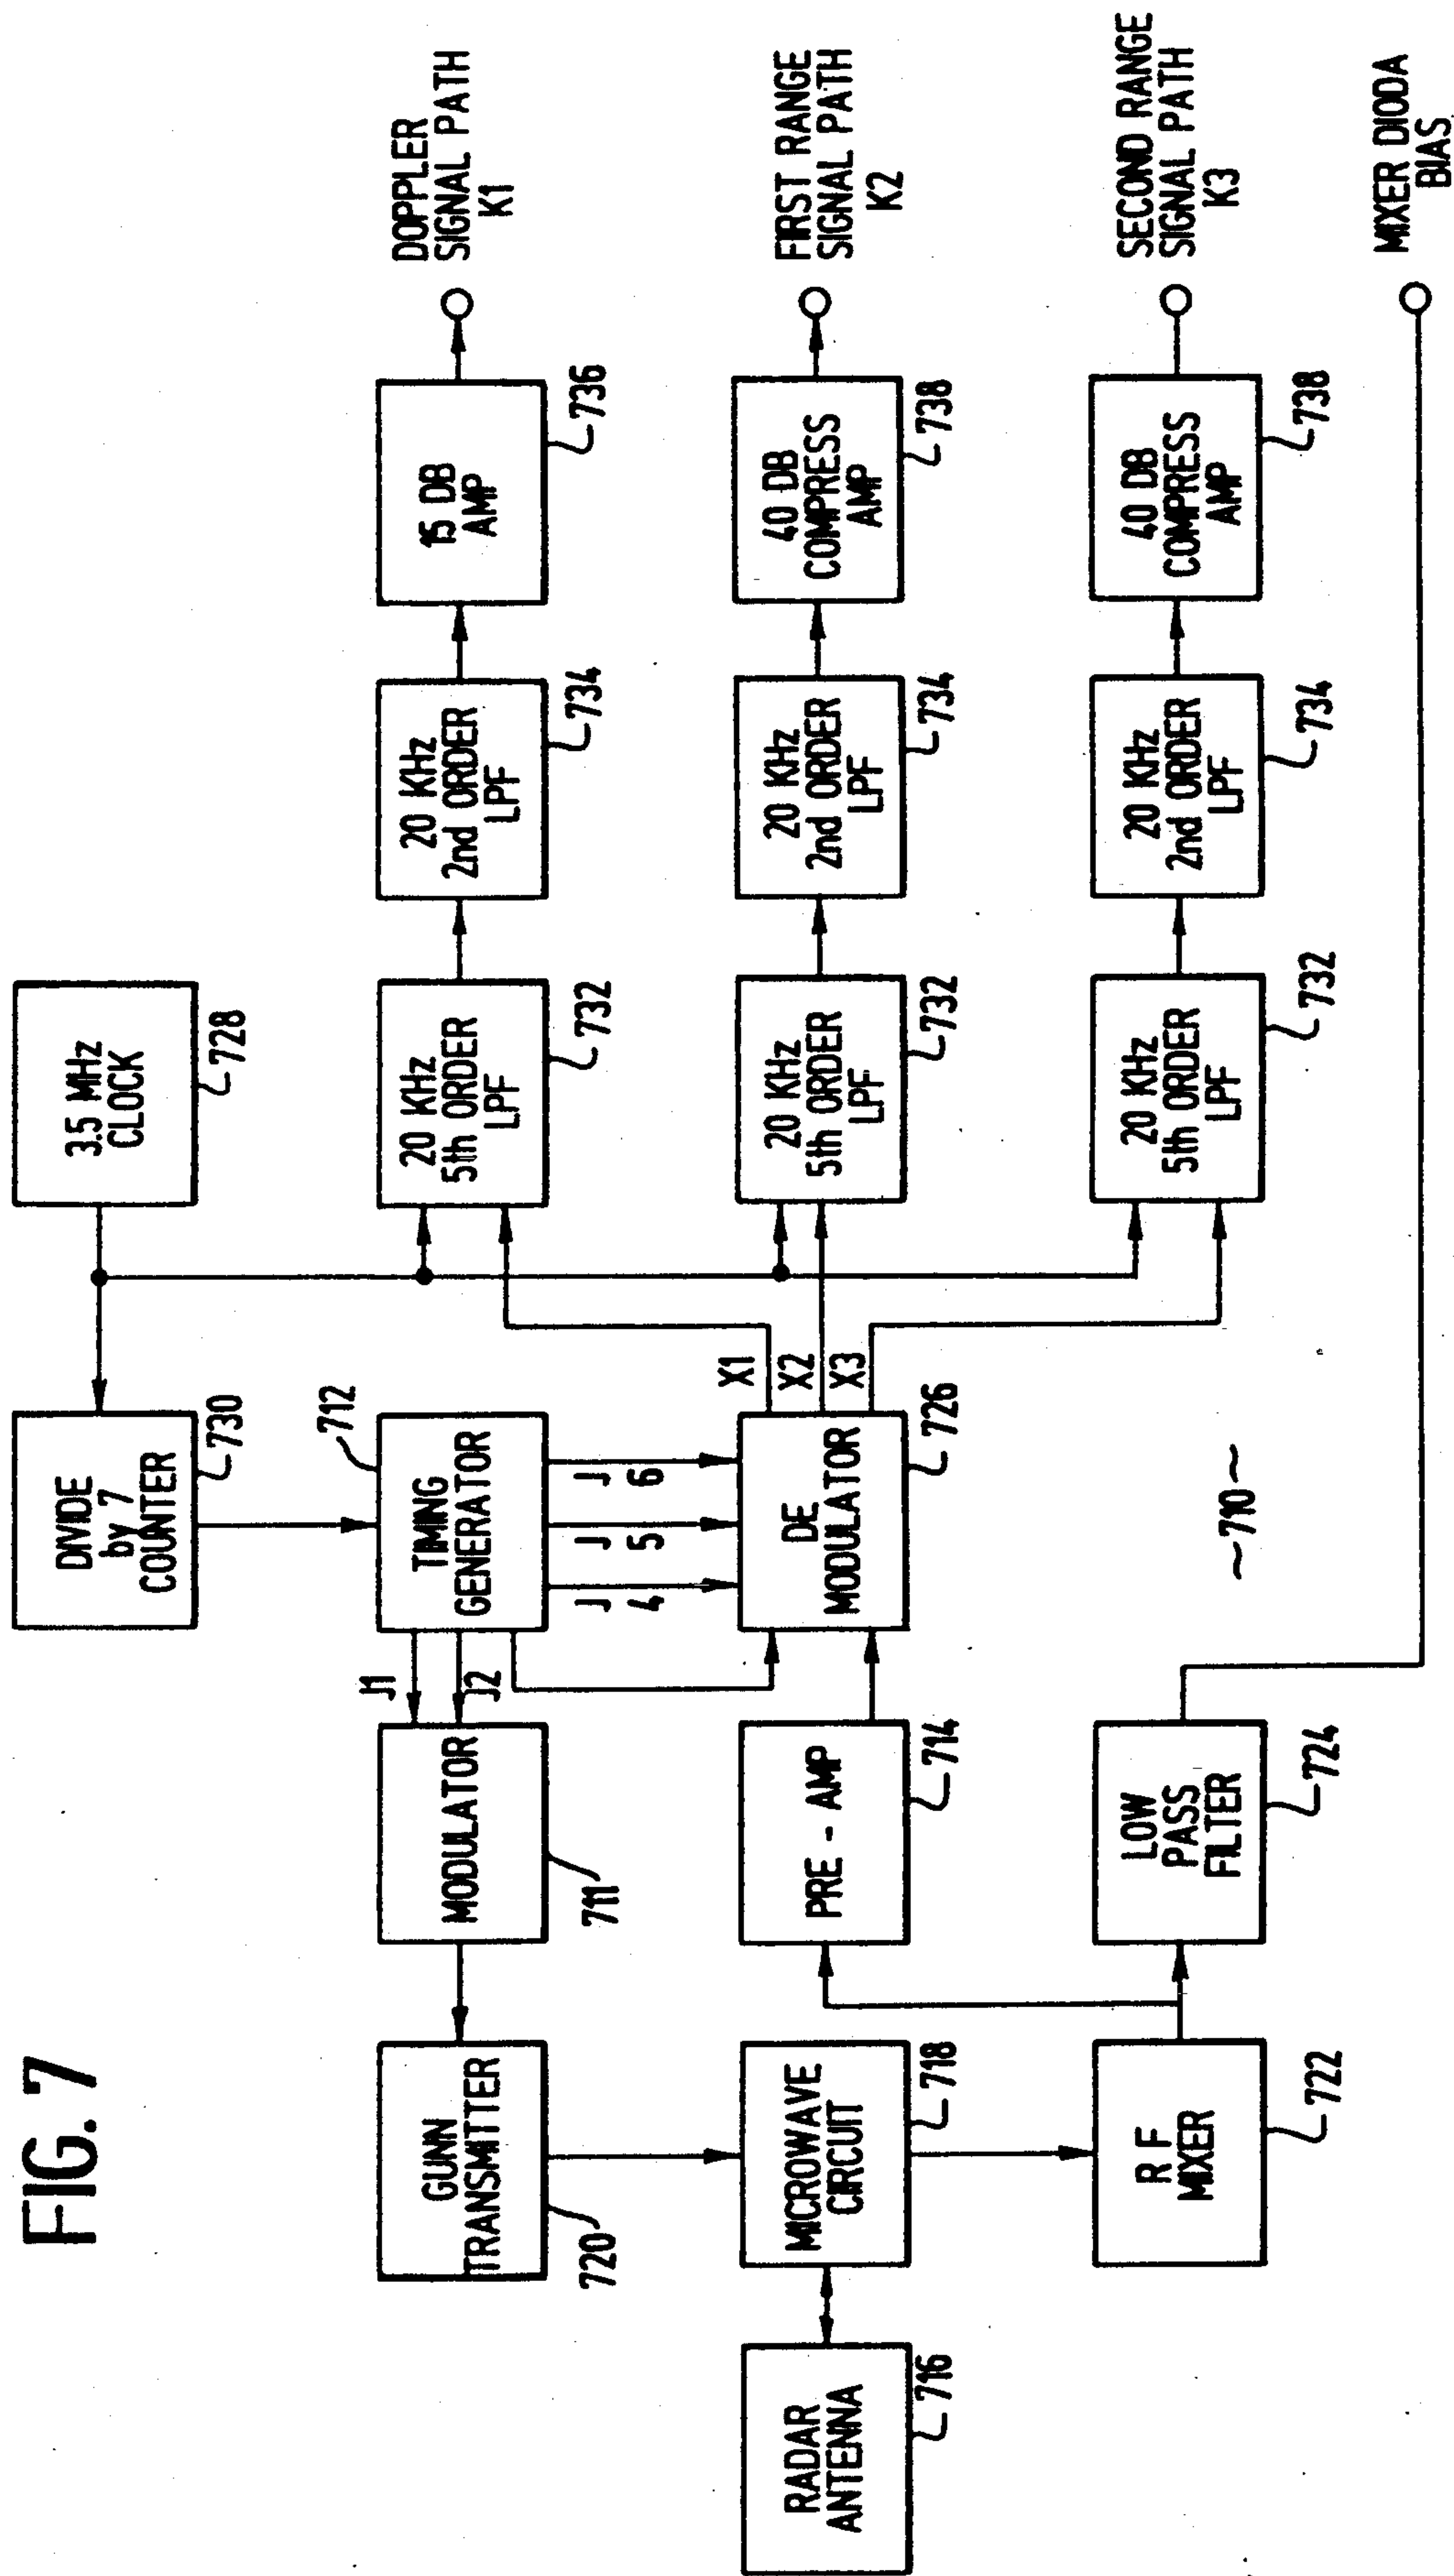 FIG. 7
3.5 MHz
CLOCK
728
DIVIDE
by 7
COUNTER
730
GUNN
TRANSMITTER
720
MODULATOR
711
J1
J2
TIMING
GENERATOR
712
J
4
J
5
J
6
20 KHz
5th ORDER
LPF
732
20 KHz
2nd ORDER
LPF
734
15 DB
AMP
736
DOPPLER
SIGNAL PATH
K1
RADAR
ANTENNA
716
MICROWAVE
CIRCUIT
718
PRE - AMP
714
DE
MODULATOR
726
X1
X2
X3
20 KHz
5th ORDER
LPF
732
20 KHz
2nd ORDER
LPF
734
40 DB
COMPRESS
AMP
738
FIRST RANGE
SIGNAL PATH
K2
R F
MIXER
722
LOW
PASS
FILTER
724
~710~
20 KHz
5th ORDER
LPF
732
20 KHz
2nd ORDER
LPF
734
40 DB
COMPRESS
AMP
738
SECOND RANGE
SIGNAL PATH
K3
MIXER DIODA
BIAS